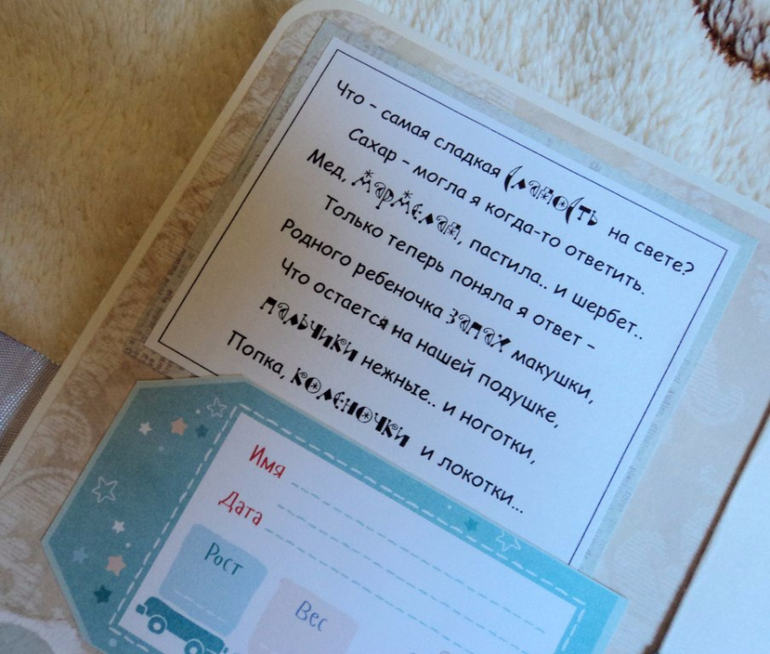 Что – самая сладкая сладость на свете?
Сахар – могла я когда-то ответить.
Мед, мармелад, пастила.. и шербет..
Только теперь поняла я ответ –
Родного ребеночка запах макушки,
Что остается на нашей подушке,
пальчики нежные.. и ноготки,
Попка, коленочки и локотки...
Имя
Дата
Рост
Вес